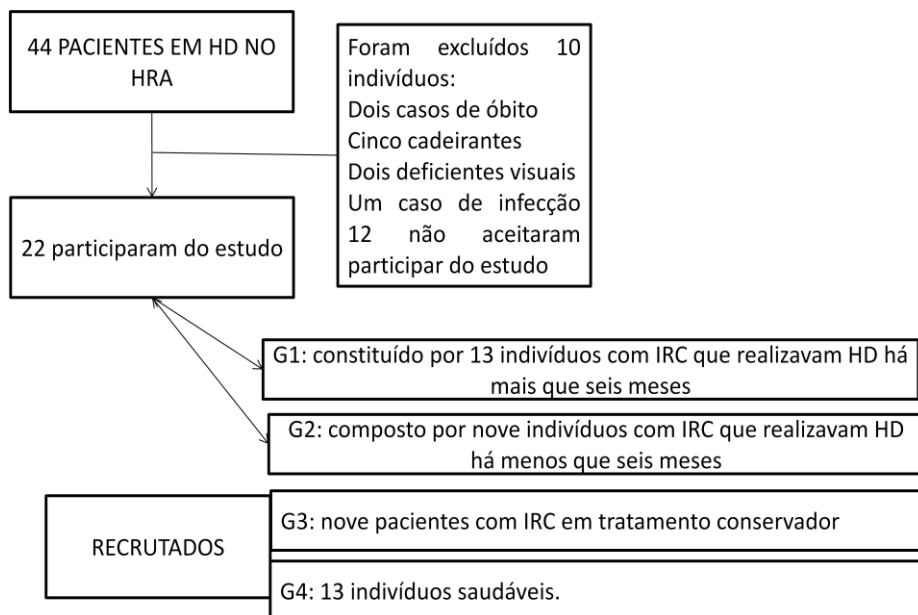 44 PACIENTES EM HD NO
HRA
Foram excluídos 10
indivíduos:
Dois casos de óbito
Cinco cadeirantes
Dois deficientes visuais
Um caso de infecção
12 não aceitaram
participar do estudo
22 participaram do estudo
G1: constituído por 13 indivíduos com IRC que realizavam HD há
mais que seis meses
G2: composto por nove indivíduos com IRC que realizavam HD
há menos que seis meses
RECRUTADOS
G3: nove pacientes com IRC em tratamento conservador
G4: 13 indivíduos saudáveis.